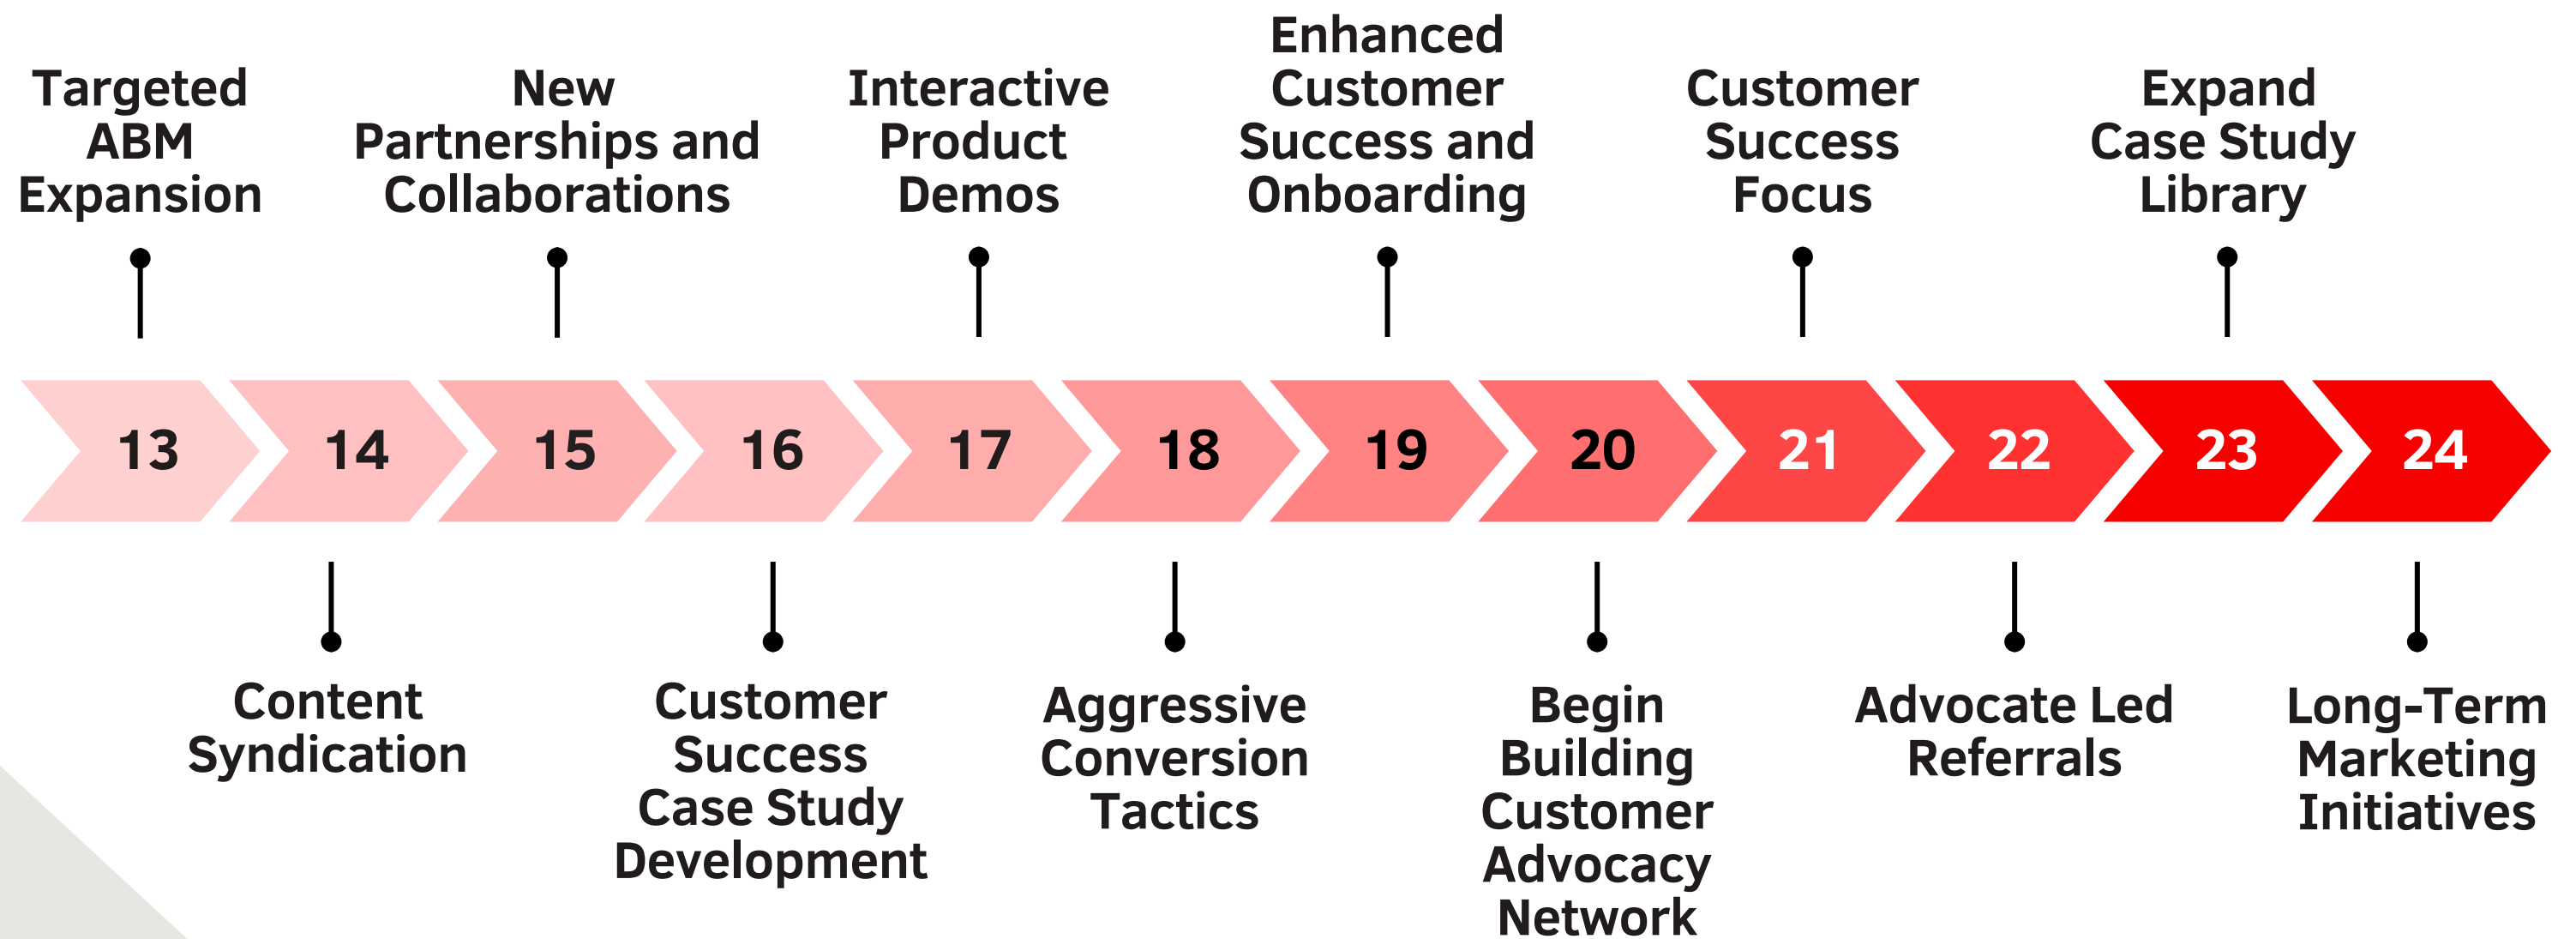 Targeted
ABM
Expansion
New
Partnerships and
Collaborations
Interactive
Product
Demos
Enhanced
Customer
Success and
Onboarding
Customer
Success
Focus
Expand
Case Study
Library
13
14
15
16
17
18
19
20
21
22
23
24
Content
Syndication
Customer
Success
Case Study
Development
Aggressive
Conversion
Tactics
Begin
Building
Customer
Advocacy
Network
Advocate Led
Referrals
Long-Term
Marketing
Initiatives